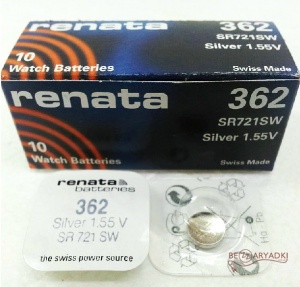 renata 362
SR721SW
Silver 1.55V
10
Watch Batteries
Swiss Made
renata 362
SR721SW
Silver 1.55V
10
Watch Batteries
Swiss Made
renata
batteries
362
Silver 1.55 V
SR 721 SW
the swiss power source
BATARYADKI